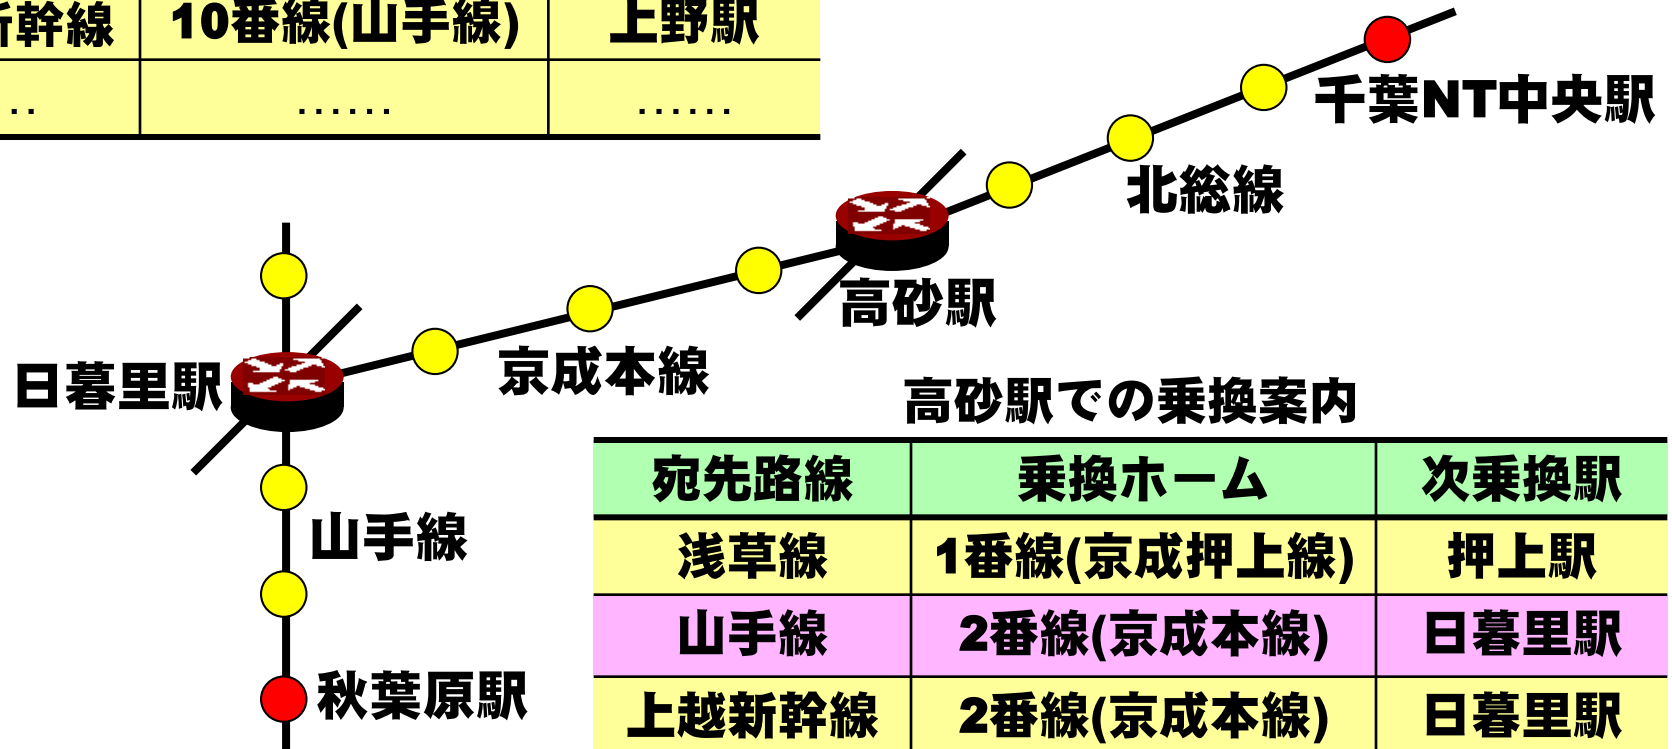 幹線 10番線(山手線) 上野駅
‥ ‥‥‥ ‥‥‥
千葉NT中央駅
北総線
高砂駅
日暮里駅
京成本線
高砂駅での乗換案内
宛先路線 乗換ホーム 次乗換駅
浅草線 1番線(京成押上線) 押上駅
山手線 2番線(京成本線) 日暮里駅
上越新幹線 2番線(京成本線) 日暮里駅
山手線
秋葉原駅